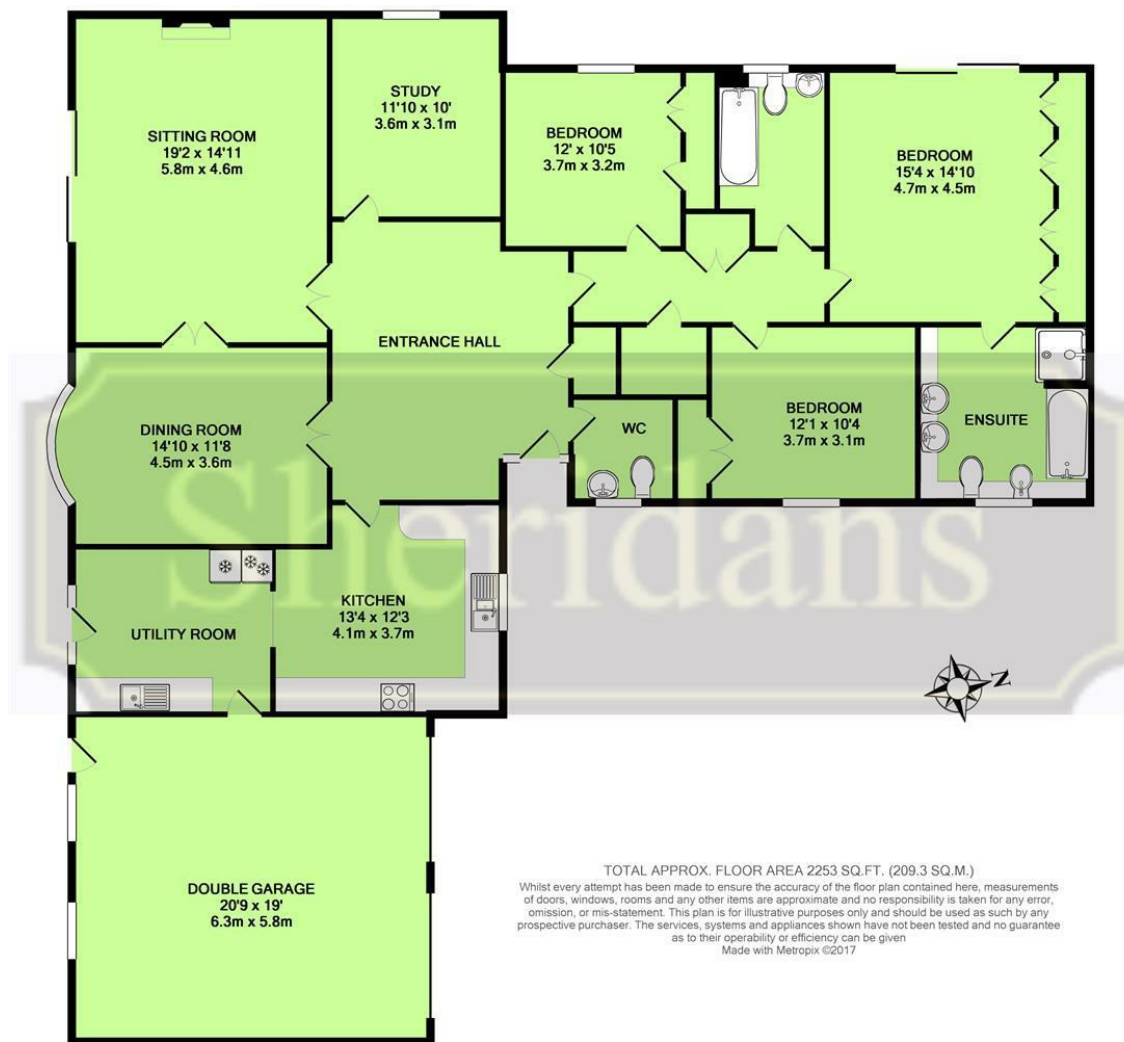 SITTING ROOM
19'2 x 14'11
5.8m x 4.6m
STUDY
11'10 x 10'
3.6m x 3.1m
BEDROOM
12' x 10'5
3.7m x 3.2m
BEDROOM
15'4 x 14'10
4.7m x 4.5m
ENTRANCE HALL
DINING ROOM
14'10 x 11'8
4.5m x 3.6m
WC
BEDROOM
12'1 x 10'4
3.7m x 3.1m
ENSUITE
Sheridans
UTILITY ROOM
KITCHEN
13'4 x 12'3
4.1m x 3.7m
N
DOUBLE GARAGE
20'9 x 19'
6.3m x 5.8m
TOTAL APPROX. FLOOR AREA 2253 SQ.FT. (209.3 SQ.M.)
Whilst every attempt has been made to ensure the accuracy of the floor plan contained here, measurements
of doors, windows, rooms and any other items are approximate and no responsibility is taken for any error,
omission, or mis-statement. This plan is for illustrative purposes only and should be used as such by any
prospective purchaser. The services, systems and appliances shown have not been tested and no guarantee
as to their operability or efficiency can be given
Made with Metropix ©2017